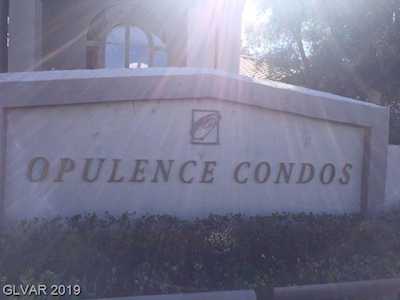 OPULENCE CONDOS
GLVAR 2019